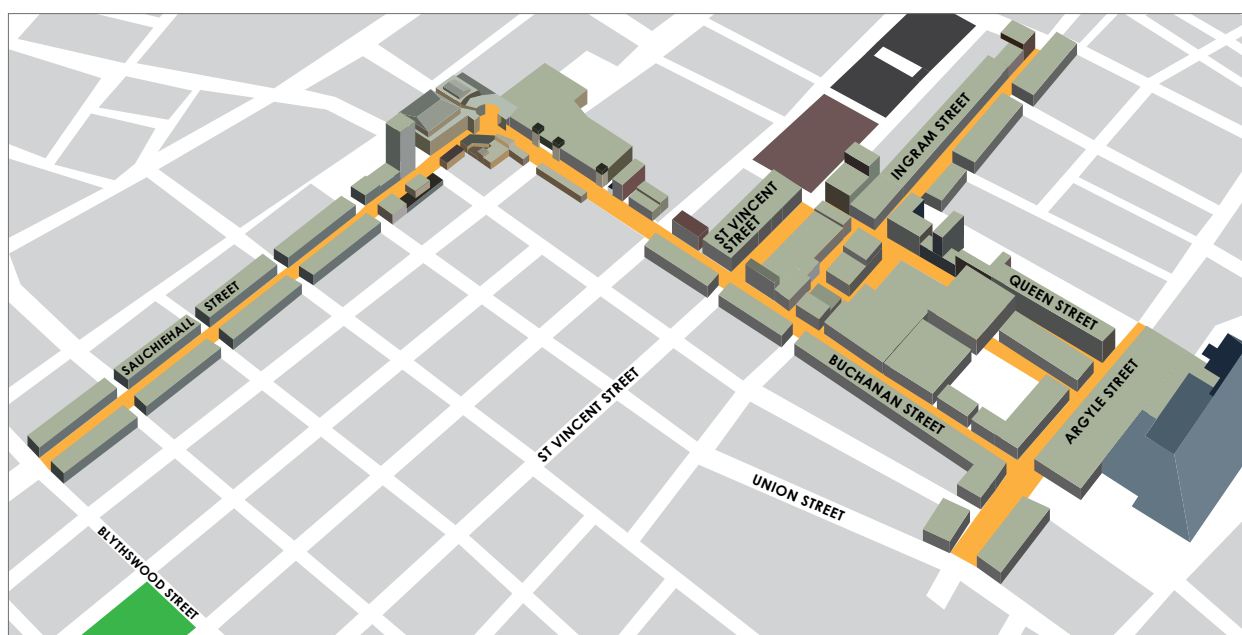 INGRAM STREET
ST VINCENT
STREET
QUEEN STREET
SAUCHIEHALL
STREET
BUCHANAN STREET
ARGYLE STREET
ST VINCENT STREET
UNION STREET
BLYTHSWOOD STREET